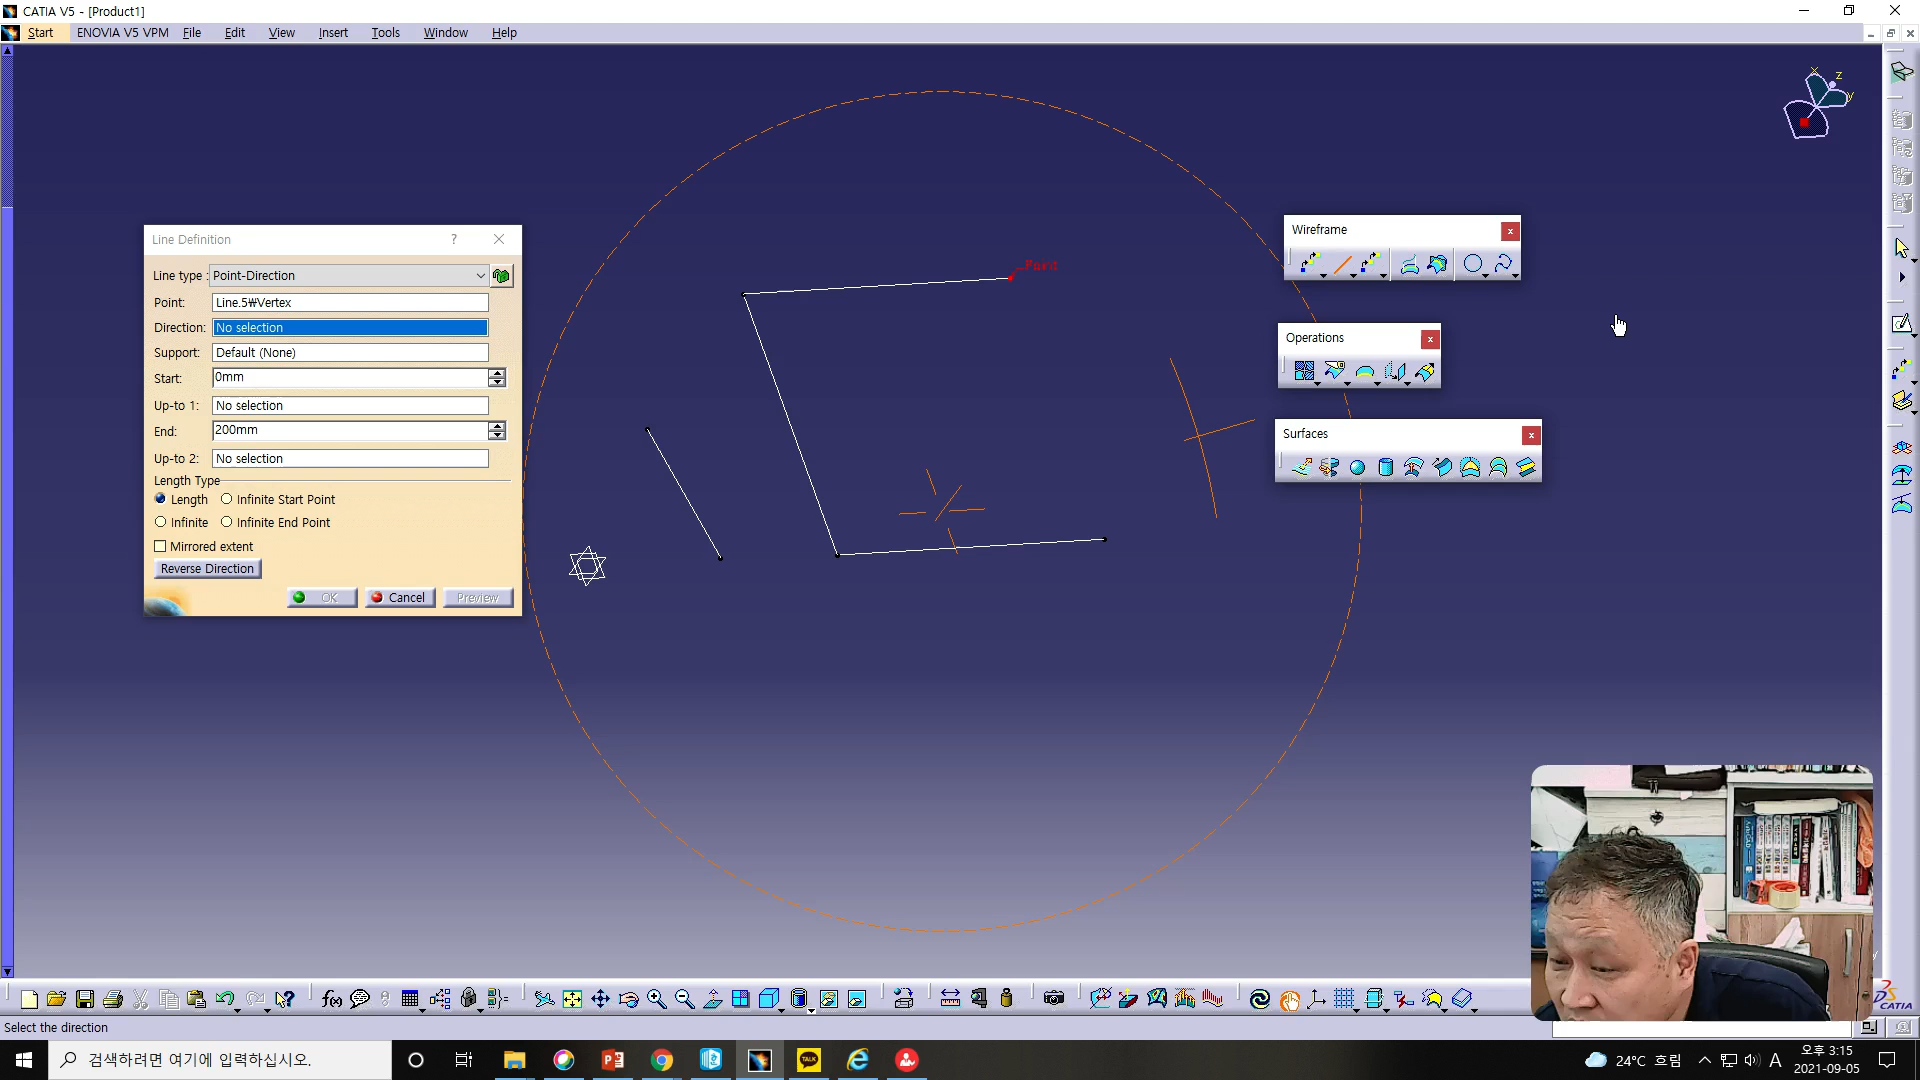 CATIA V5 - [Product1]
Start ENOVIA V5 VPM File Edit View Insert Tools Window Help
x z
y
Line Definition ?
Line type : Point-Direction
Point: Line.5₩Vertex
Direction: No selection
Support: Default (None)
Start: 0mm
Up-to 1: No selection
End: 200mm
Up-to 2: No selection
Length Type
Length Infinite Start Point
Infinite Infinite End Point
Mirrored extent
Reverse Direction
OK Cancel Preview
Wireframe
Operations
Surfaces
f(x)
CATIA
Select the direction
검색하려면 여기에 입력하십시오.
TALK
24°C 흐림
A
오후 3:15
2021-09-05